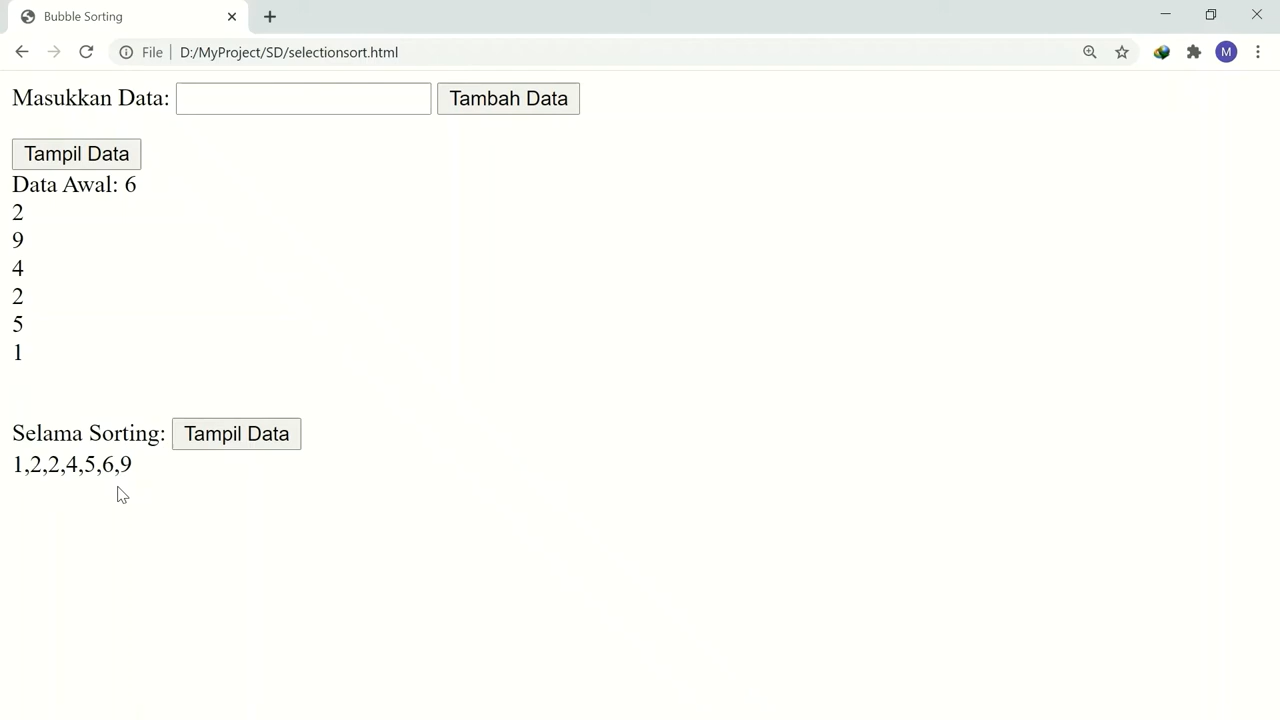 Bubble Sorting
File D:/MyProject/SD/selectionsort.html
M
Masukkan Data: Tambah Data
Tampil Data
Data Awal: 6
2
9
4
2
5
1
Selama Sorting: Tampil Data
1,2,2,4,5,6,9